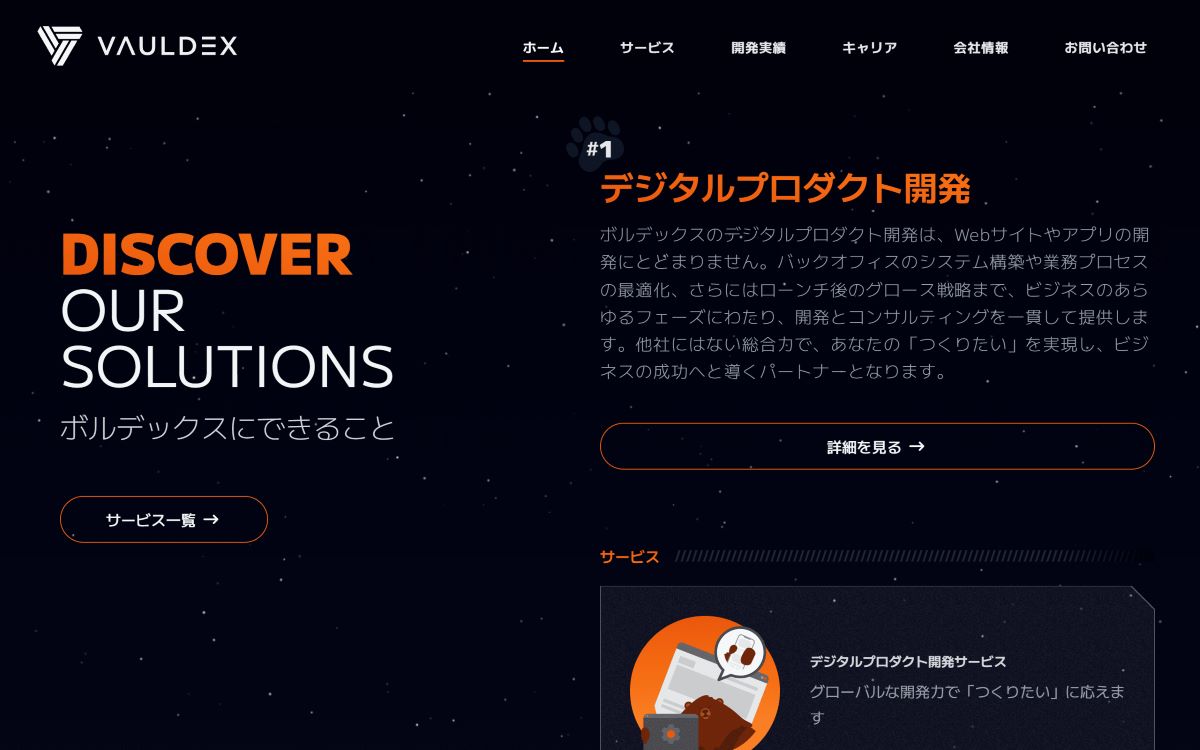 VAULDEX
ホーム
サービス
開発実績
キャリア
会社情報
お問い合わせ
DISCOVER
OUR
SOLUTIONS
ボルデックスにできること
サービス一覧 →
#1
デジタルプロダクト開発
ボルデックスのデジタルプロダクト開発は、Webサイトやアプリの開
発にとどまりません。バックオフィスのシステム構築や業務プロセス
の最適化、さらにはローンチ後のグロース戦略まで、ビジネスのあら
ゆるフェーズにわたり、開発とコンサルティングを一貫して提供しま
す。他社にはない総合力で、あなたの「つくりたい」を実現し、ビジ
ネスの成功へと導くパートナーとなります。
詳細を見る →
サービス
デジタルプロダクト開発サービス
グローバルな開発力で「つくりたい」に応えま
す